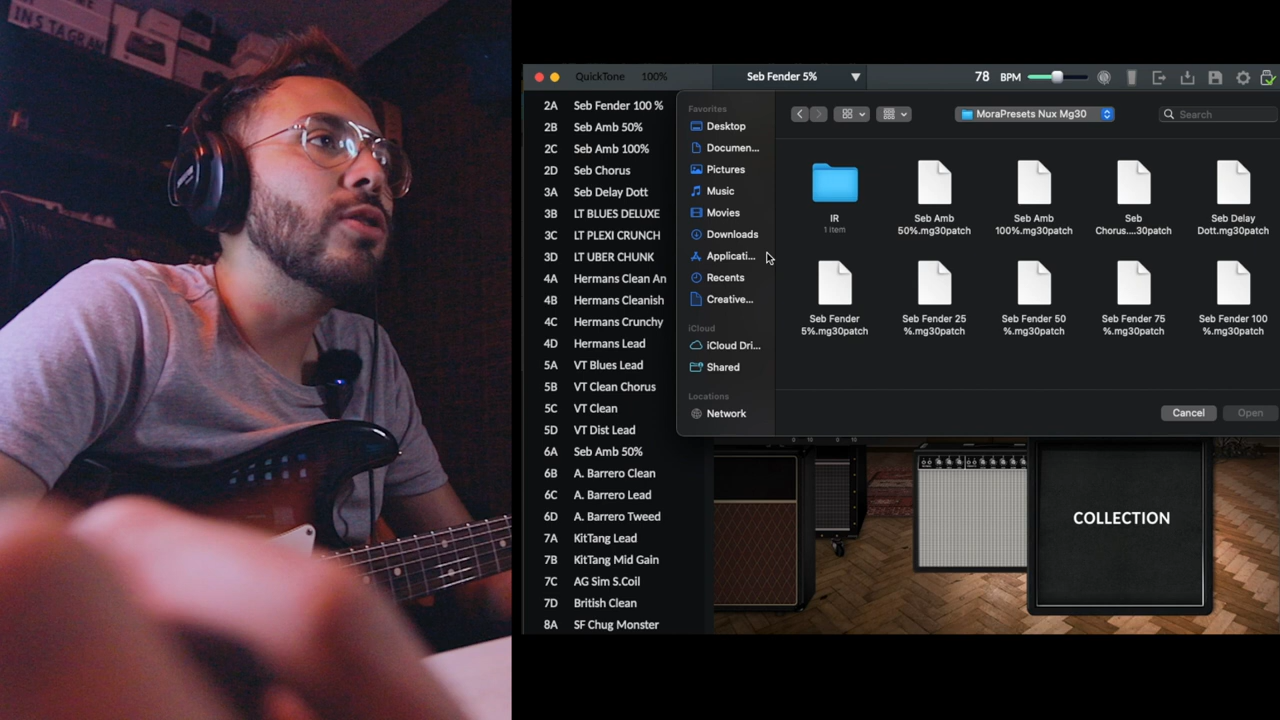 ME
INSTAGRAM
QuickTone 100% Seb Fender 5% 78 BPM
2A Seb Fender 100 %
2B Seb Amb 50%
2C Seb Amb 100%
2D Seb Chorus
3A Seb Delay Dott
3B LT BLUES DELUXE
3C LT PLEXI CRUNCH
3D LT UBER CHUNK
4A Hermans Clean An
4B Hermans Cleanish
4C Hermans Crunchy
4D Hermans Lead
5A VT Blues Lead
5B VT Clean Chorus
5C VT Clean
5D VT Dist Lead
6A Seb Amb 50%
6B A. Barrero Clean
6C A. Barrero Lead
6D A. Barrero Tweed
7A KitTang Lead
7B KitTang Mid Gain
7C AG Sim S.Coil
7D British Clean
8A SF Chug Monster
Favorites
Desktop
Documen...
Pictures
Music
Movies
Downloads
Applicati...
Recents
Creative...
iCloud
iCloud Dri...
Shared
Locations
Network
MoraPresets Nux Mg30
Search
IR
1 item
Seb Amb
50%.mg30patch
Seb Amb
100%.mg30patch
Seb
Chorus....30patch
Seb Delay
Dott.mg30patch
Seb Fender
5%.mg30patch
Seb Fender 25
%.mg30patch
Seb Fender 50
%.mg30patch
Seb Fender 75
%.mg30patch
Seb Fender 100
%.mg30patch
Cancel Open
COLLECTION